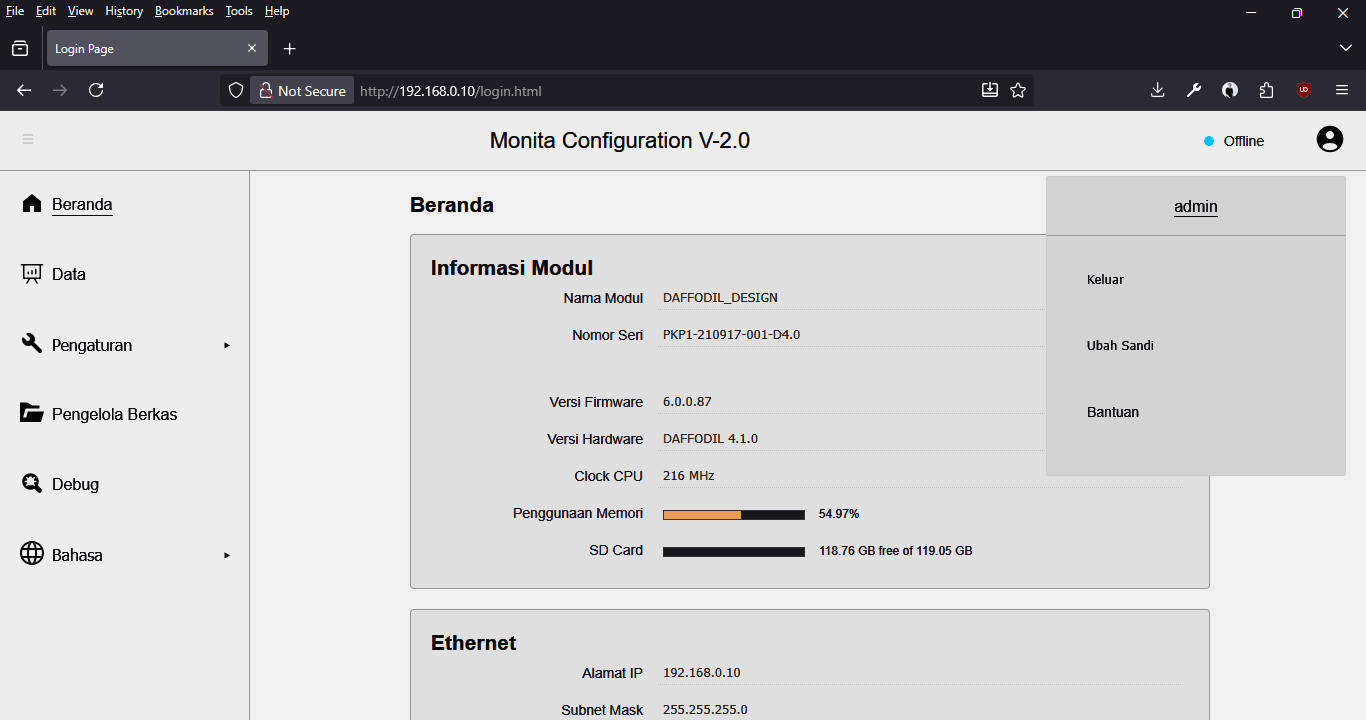 File Edit View History Bookmarks Tools Help
Login Page
Not Secure http://192.168.0.10/login.html
Monita Configuration V-2.0
Offline
Beranda
Data
Pengaturan
Pengelola Berkas
Debug
Bahasa
Beranda
Informasi Modul
Nama Modul DAFFODIL_DESIGN
Nomor Seri PKP1-210917-001-D4.0
Versi Firmware 6.0.0.87
Versi Hardware DAFFODIL 4.1.0
Clock CPU 216 MHz
Penggunaan Memori 54.97%
SD Card 118.76 GB free of 119.05 GB
Ethernet
Alamat IP 192.168.0.10
Subnet Mask 255.255.255.0
admin
Keluar
Ubah Sandi
Bantuan